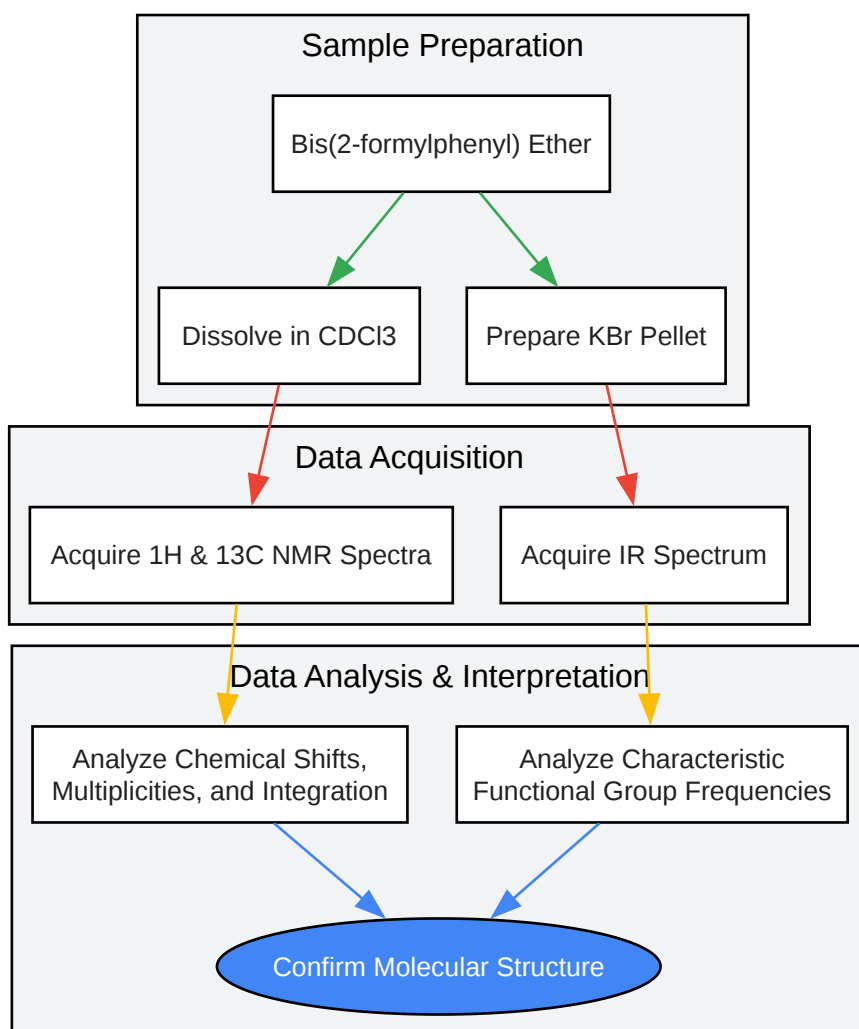 Sample Preparation
Bis(2-formylphenyl) Ether
Dissolve in CDCl3
Prepare KBr Pellet
Data Acquisition
Acquire 1H & 13C NMR Spectra
Acquire IR Spectrum
Data Analysis & Interpretation
Analyze Chemical Shifts,
Multiplicities, and Integration
Analyze Characteristic
Functional Group Frequencies
Confirm Molecular Structure